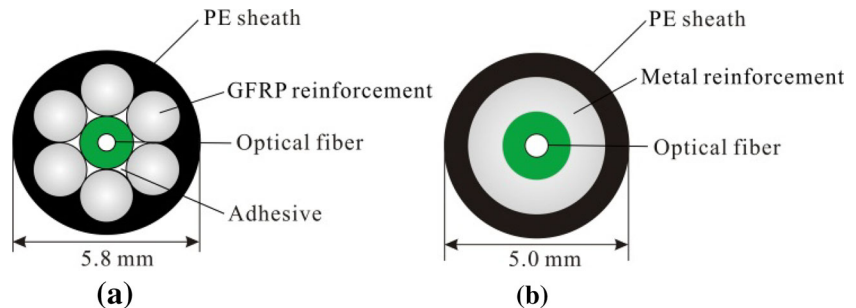 PE sheath
GFRP reinforcement
Optical fiber
Adhesive
5.8 mm
(a)
PE sheath
Metal reinforcement
Optical fiber
5.0 mm
(b)